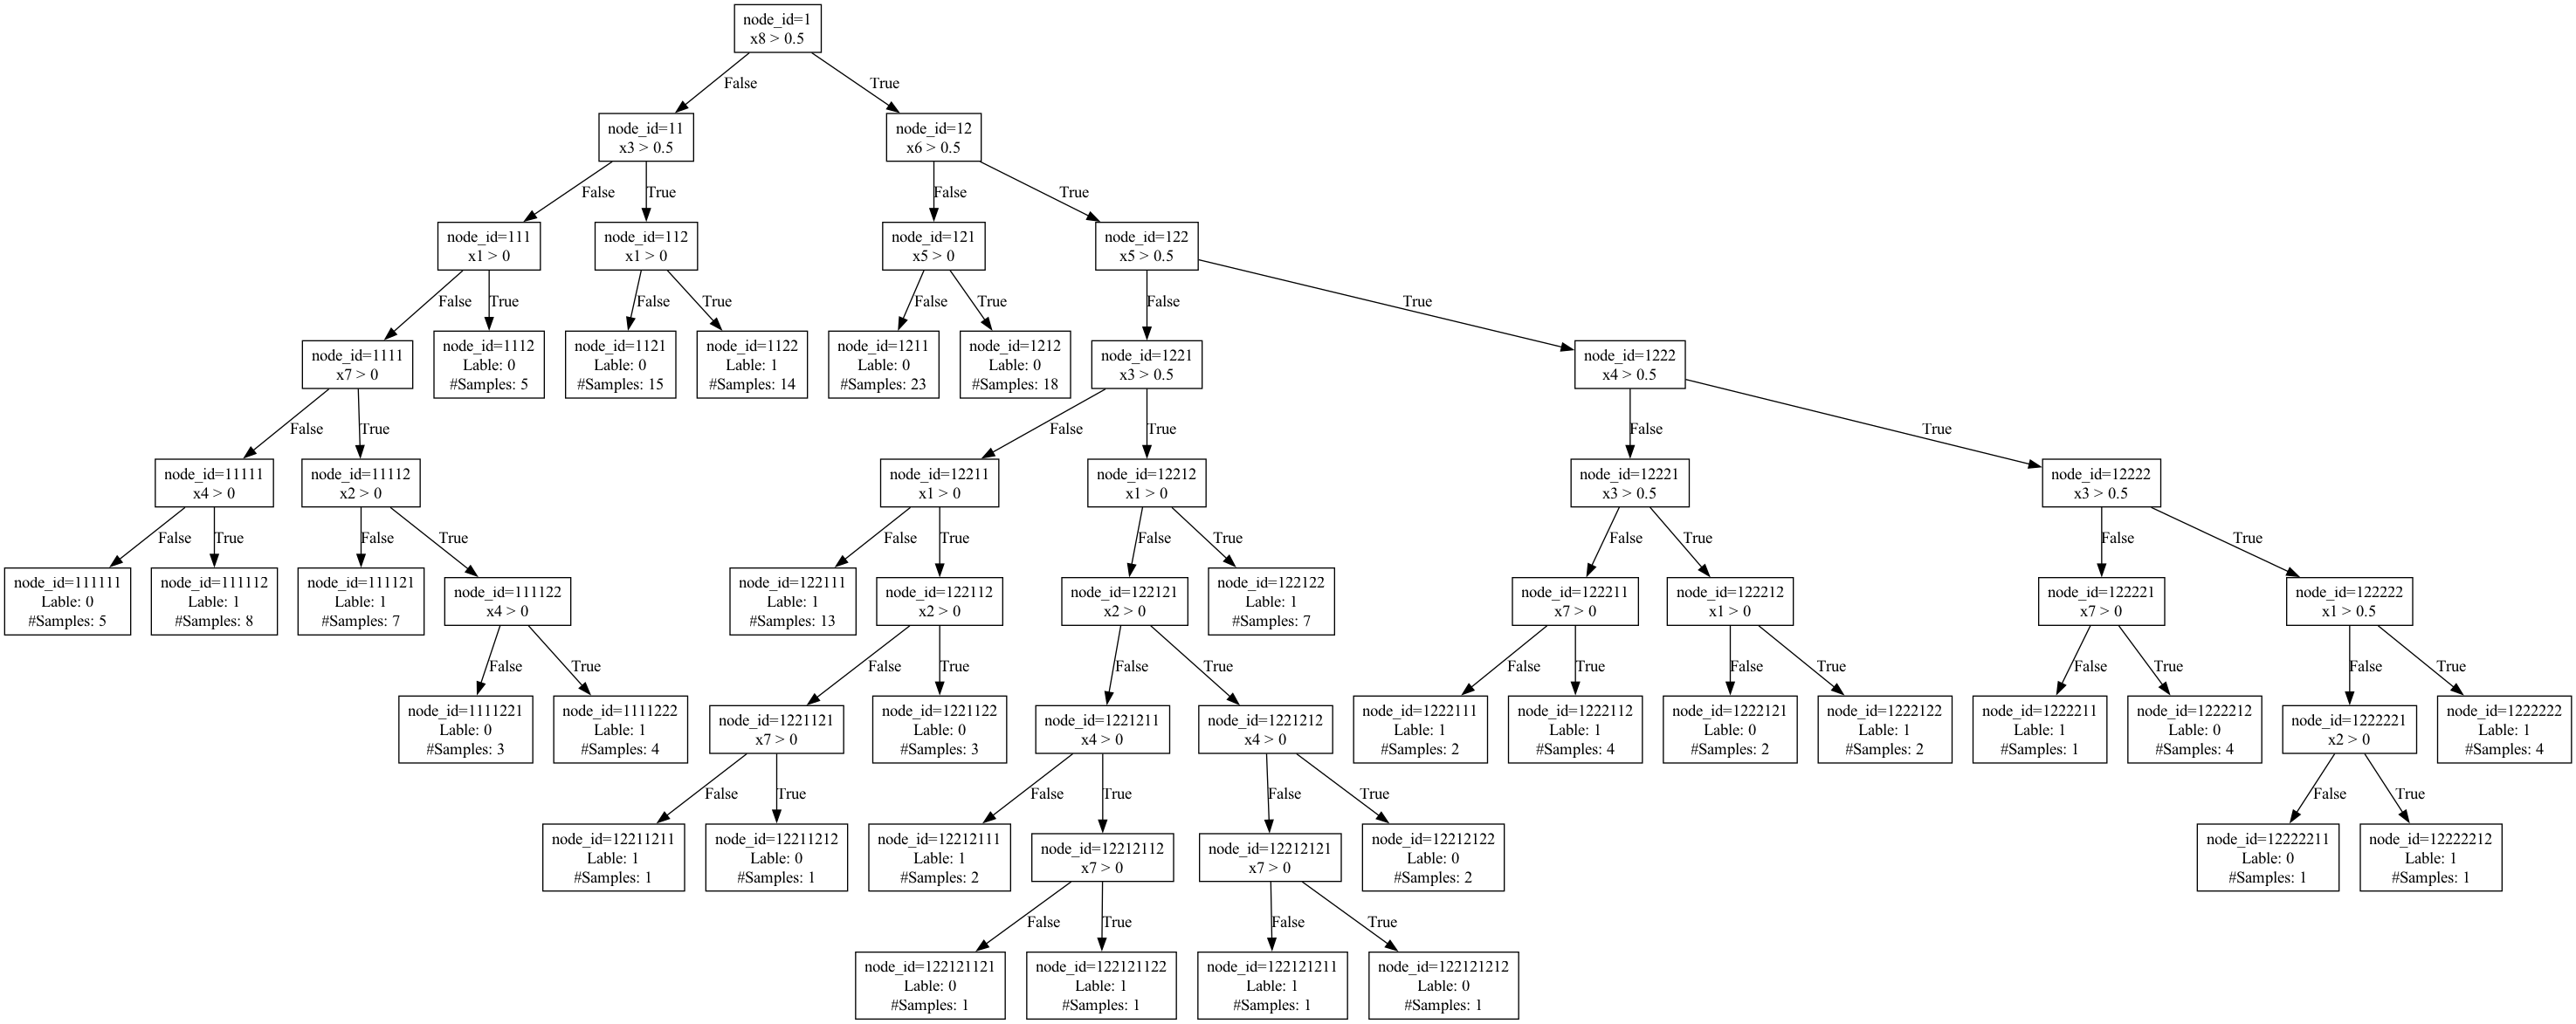 node_id=1
x8 > 0.5
False
True
node_id=11
x3 > 0.5
node_id=12
x6 > 0.5
False
True
False
True
node_id=111
x1 > 0
node_id=112
x1 > 0
node_id=121
x5 > 0
node_id=122
x5 > 0.5
False
True
False
True
False
True
False
True
node_id=1111
x7 > 0
node_id=1112
Lable: 0
#Samples: 5
node_id=1121
Lable: 0
#Samples: 15
node_id=1122
Lable: 1
#Samples: 14
node_id=1211
Lable: 0
#Samples: 23
node_id=1212
Lable: 0
#Samples: 18
node_id=1221
x3 > 0.5
node_id=1222
x4 > 0.5
False
True
False
True
False
True
node_id=11111
x4 > 0
node_id=11112
x2 > 0
node_id=12211
x1 > 0
node_id=12212
x1 > 0
node_id=12221
x3 > 0.5
node_id=12222
x3 > 0.5
False
True
False
True
False
True
False
True
False
True
False
True
node_id=111111
Lable: 0
#Samples: 5
node_id=111112
Lable: 1
#Samples: 8
node_id=111121
Lable: 1
#Samples: 7
node_id=111122
x4 > 0
node_id=122111
Lable: 1
#Samples: 13
node_id=122112
x2 > 0
node_id=122121
x2 > 0
node_id=122122
Lable: 1
#Samples: 7
node_id=122211
x7 > 0
node_id=122212
x1 > 0
node_id=122221
x7 > 0
node_id=122222
x1 > 0.5
False
True
False
True
False
True
False
True
False
True
False
True
False
True
node_id=1111221
Lable: 0
#Samples: 3
node_id=1111222
Lable: 1
#Samples: 4
node_id=1221121
x7 > 0
node_id=1221122
Lable: 0
#Samples: 3
node_id=1221211
x4 > 0
node_id=1221212
x4 > 0
node_id=1222111
Lable: 1
#Samples: 2
node_id=1222112
Lable: 1
#Samples: 4
node_id=1222121
Lable: 0
#Samples: 2
node_id=1222122
Lable: 1
#Samples: 2
node_id=1222211
Lable: 1
#Samples: 1
node_id=1222212
Lable: 0
#Samples: 4
node_id=1222221
x2 > 0
node_id=1222222
Lable: 1
#Samples: 4
False
True
False
True
False
True
False
True
node_id=12211211
Lable: 1
#Samples: 1
node_id=12211212
Lable: 0
#Samples: 1
node_id=12212111
Lable: 1
#Samples: 2
node_id=12212112
x7 > 0
node_id=12212121
x7 > 0
node_id=12212122
Lable: 0
#Samples: 2
node_id=12222211
Lable: 0
#Samples: 1
node_id=12222212
Lable: 1
#Samples: 1
False
True
False
True
node_id=122121121
Lable: 0
#Samples: 1
node_id=122121122
Lable: 1
#Samples: 1
node_id=122121211
Lable: 1
#Samples: 1
node_id=122121212
Lable: 0
#Samples: 1